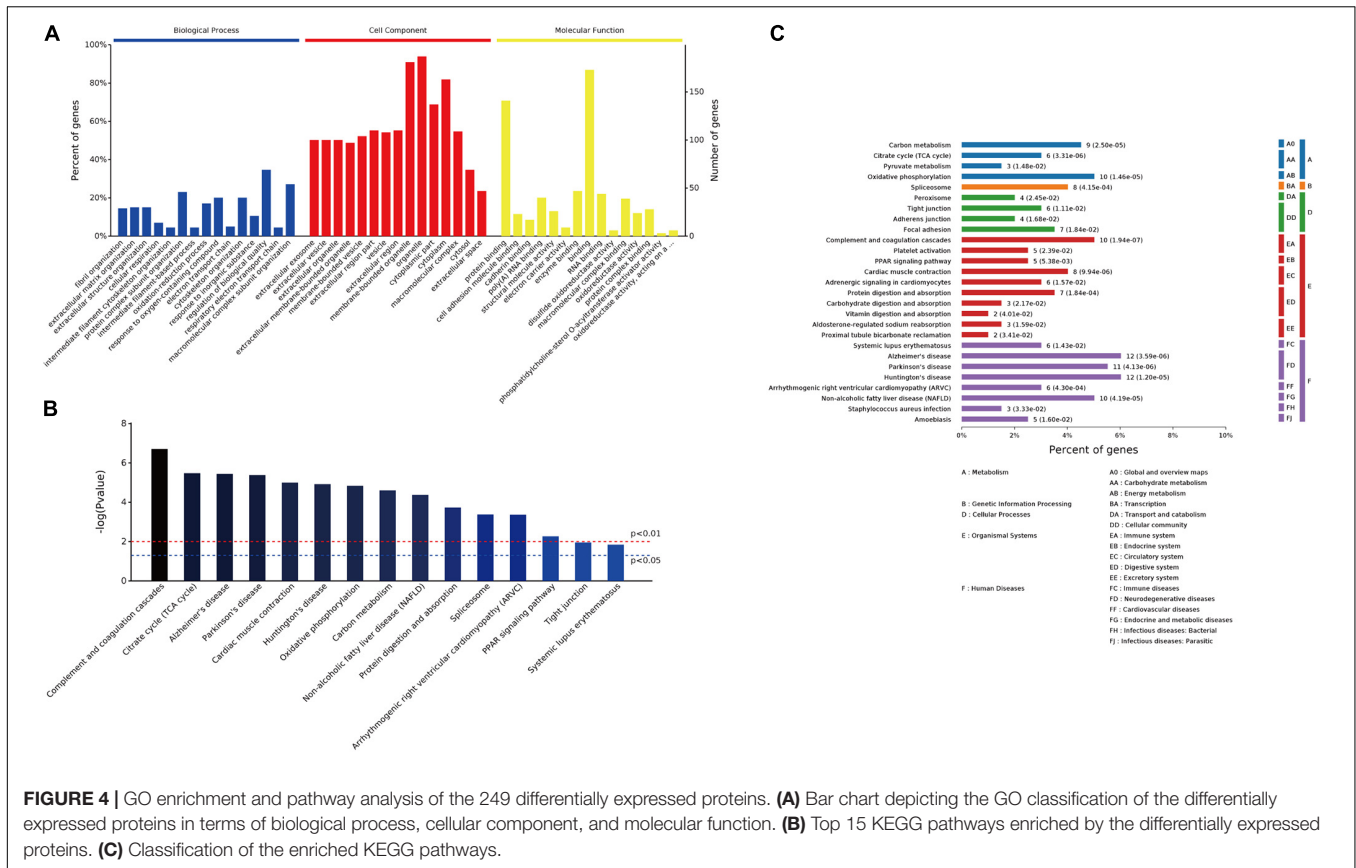 A
Biological Process
Cell Component
Molecular Function
100%
80%
60%
40%
20%
0%
Percent of genes
150
100
50
0
Number of genes
fibril organization
extracellular matrix organization
extracellular structure organization
cellular respiration
intermediate filament cytoskeleton organization
protein complex subunit organization
intermediate filament-based process
oxidation-reduction process
response to oxygen-containing compound
electron transport chain
cytoskeleton organization
response to inorganic substance
regulation of biological quality
respiratory electron transport chain
macromolecular complex subunit organization
extracellular exosome
extracellular vesicle
extracellular organelle
extracellular membrane-bounded organelle
membrane-bounded vesicle
extracellular region part
vesicle
extracellular region
membrane-bounded organelle
organelle
cytoplasmic part
cytoplasm
macromolecular complex
cytosol
extracellular space
protein binding
cell adhesion molecule binding
cadherin binding
poly(A) RNA binding
structural molecule activity
electron carrier activity
enzyme binding
binding
RNA binding
disulfide oxidoreductase activity
macromolecular complex binding
oxidoreductase activity
protein complex binding
phosphatidylcholine-sterol O-acyltransferase activator activity
oxidoreductase activity, acting on a ...
B
8
6
4
2
0
-log(Pvalue)
p<0.01
p<0.05
Complement and coagulation cascades
Citrate cycle (TCA cycle)
Alzheimer's disease
Parkinson's disease
Cardiac muscle contraction
Huntington's disease
Oxidative phosphorylation
Carbon metabolism
Non-alcoholic fatty liver disease (NAFLD)
Protein digestion and absorption
Spliceosome
Arrhythmogenic right ventricular cardiomyopathy (ARVC)
PPAR signaling pathway
Tight junction
Systemic lupus erythematosus
C
Carbon metabolism 9 (2.50e-05) A0
Citrate cycle (TCA cycle) 6 (3.31e-06)
AA A
Pyruvate metabolism 3 (1.48e-02)
Oxidative phosphorylation 10 (1.46e-05) AB
Spliceosome 8 (4.15e-04) BA B
Peroxisome 4 (2.45e-02) DA
Tight junction 6 (1.11e-02) D
Adherens junction 4 (1.68e-02) DD
Focal adhesion 7 (1.84e-02)
Complement and coagulation cascades 10 (1.94e-07)
EA
Platelet activation 5 (2.39e-02)
PPAR signaling pathway 5 (5.38e-03) EB
Cardiac muscle contraction 8 (9.94e-06)
EC
Adrenergic signaling in cardiomyocytes 6 (1.57e-02) E
Protein digestion and absorption 7 (1.84e-04)
Carbohydrate digestion and absorption 3 (2.17e-02) ED
Vitamin digestion and absorption 2 (4.01e-02)
Aldosterone-regulated sodium reabsorption 3 (1.59e-02)
EE
Proximal tubule bicarbonate reclamation 2 (3.41e-02)
Systemic lupus erythematosus 6 (1.43e-02) FC
Alzheimer's disease 12 (3.59e-06)
Parkinson's disease 11 (4.13e-06) FD
Huntington's disease 12 (1.20e-05) F
Arrhythmogenic right ventricular cardiomyopathy (ARVC) 6 (4.30e-04) FF
Non-alcoholic fatty liver disease (NAFLD) 10 (4.19e-05) FG
Staphylococcus aureus infection 3 (3.33e-02) FH
Amoebiasis 5 (1.60e-02) FJ
0% 2% 4% 6% 8% 10%
Percent of genes
A : Metabolism A0 : Global and overview maps
AA : Carbohydrate metabolism
AB : Energy metabolism
B : Genetic Information Processing BA : Transcription
D : Cellular Processes DA : Transport and catabolism
DD : Cellular community
E : Organismal Systems EA : Immune system
EB : Endocrine system
EC : Circulatory system
ED : Digestive system
EE : Excretory system
F : Human Diseases FC : Immune diseases
FD : Neurodegenerative diseases
FF : Cardiovascular diseases
FG : Endocrine and metabolic diseases
FH : Infectious diseases: Bacterial
FJ : Infectious diseases: Parasitic
FIGURE 4 | GO enrichment and pathway analysis of the 249 differentially expressed proteins. (A) Bar chart depicting the GO classification of the differentially
expressed proteins in terms of biological process, cellular component, and molecular function. (B) Top 15 KEGG pathways enriched by the differentially expressed
proteins. (C) Classification of the enriched KEGG pathways.